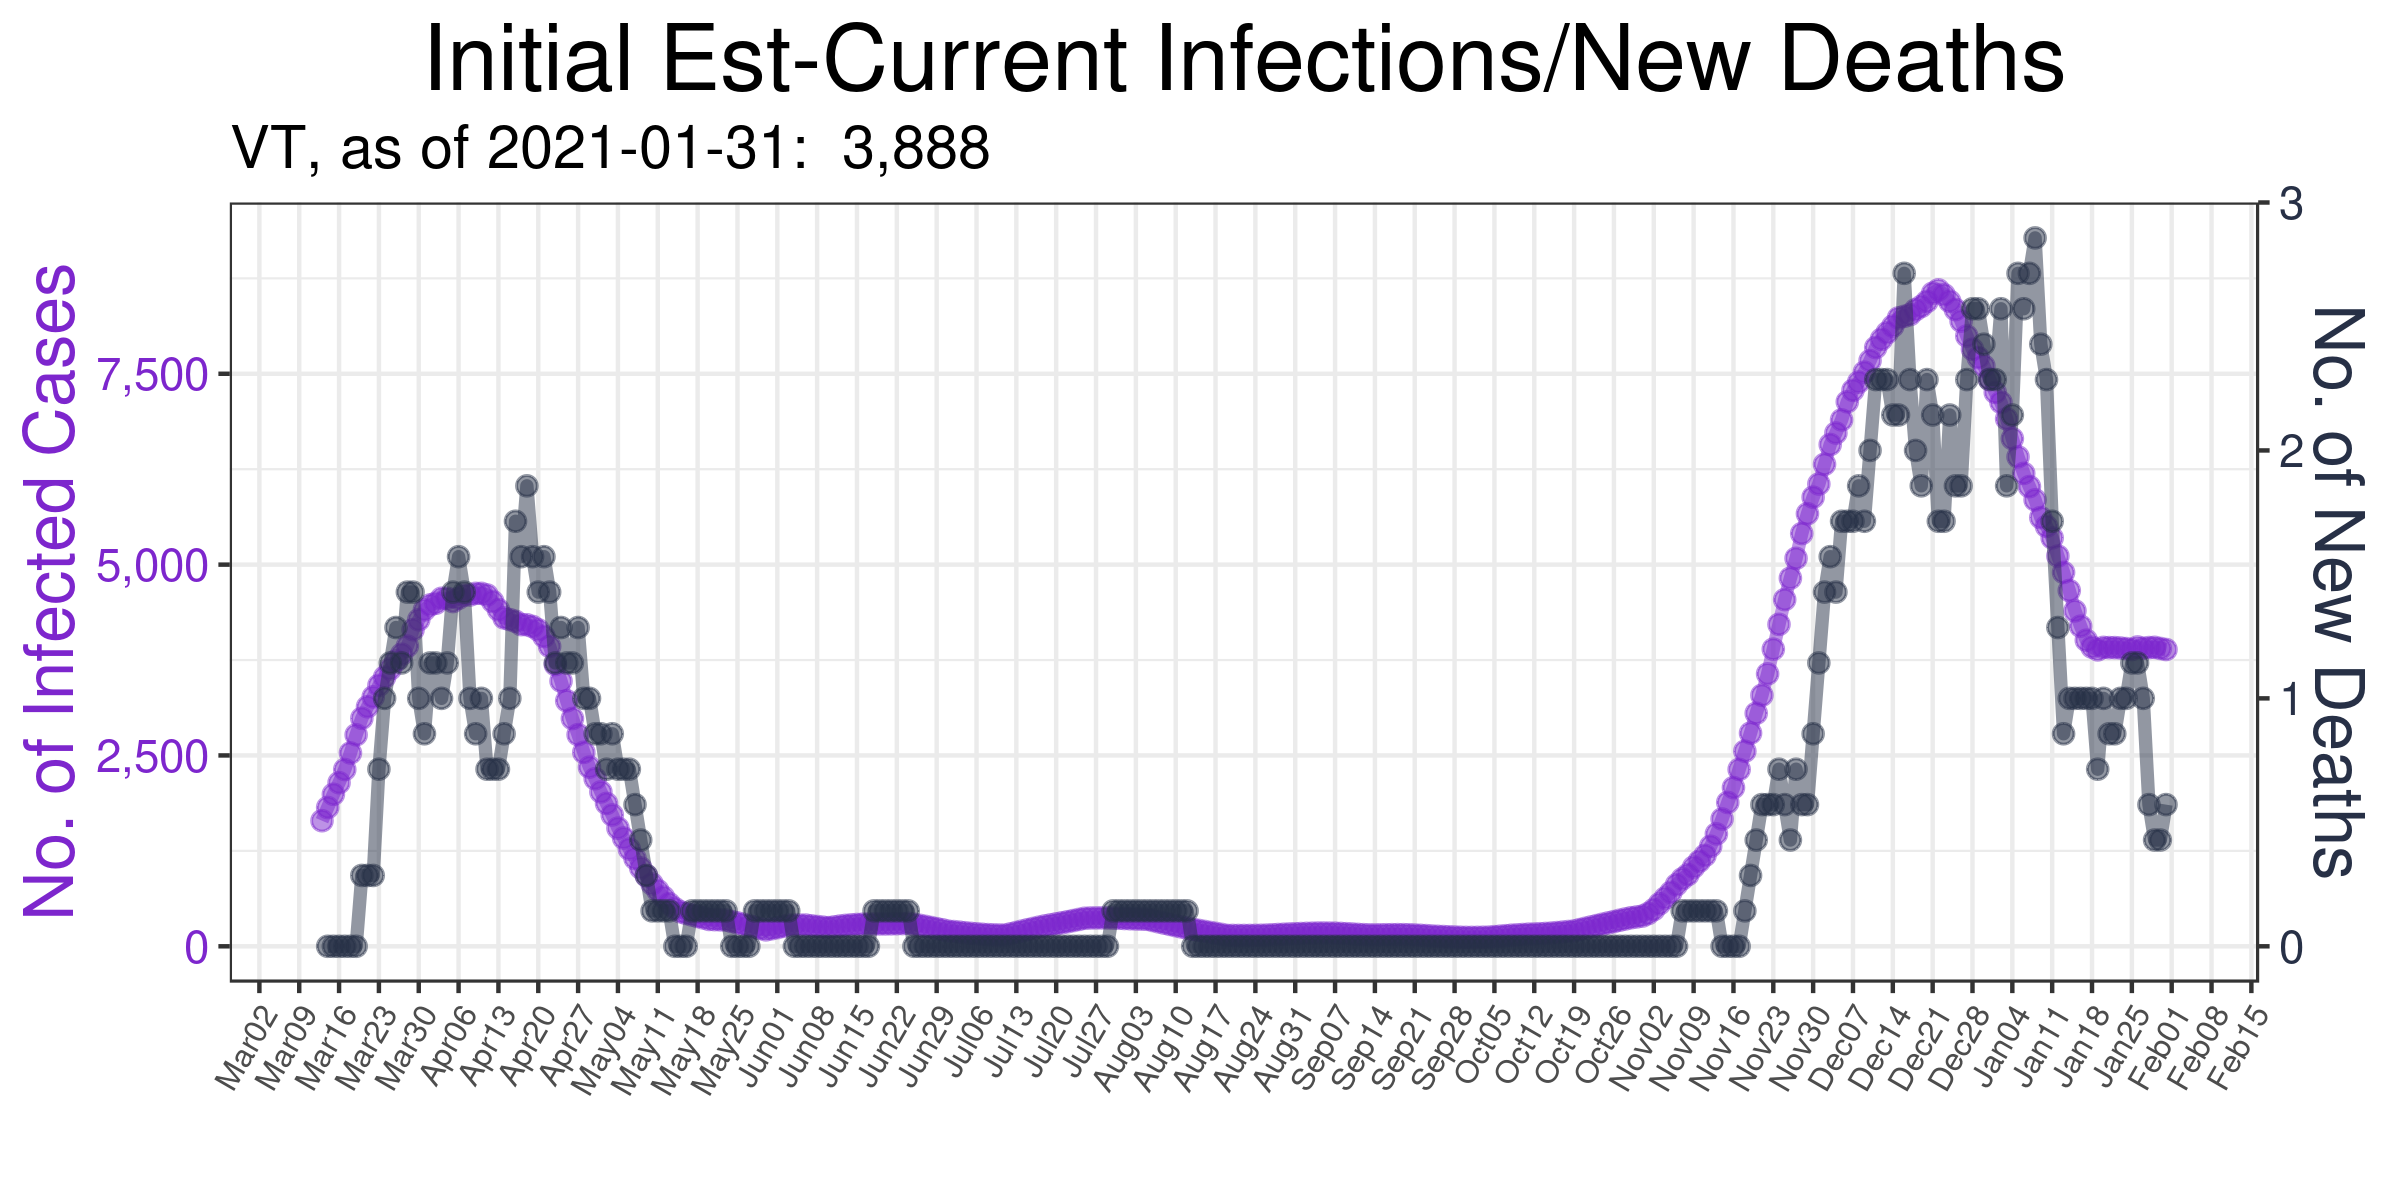 Initial Est-Current Infections/New Deaths
VT, as of 2021-01-31:  3,888
No. of Infected Cases
7,500
5,000
2,500
0
3
2
1
0
No. of New Deaths
Mar02
Mar09
Mar16
Mar23
Mar30
Apr06
Apr13
Apr20
Apr27
May04
May11
May18
May25
Jun01
Jun08
Jun15
Jun22
Jun29
Jul06
Jul13
Jul20
Jul27
Aug03
Aug10
Aug17
Aug24
Aug31
Sep07
Sep14
Sep21
Sep28
Oct05
Oct12
Oct19
Oct26
Nov02
Nov09
Nov16
Nov23
Nov30
Dec07
Dec14
Dec21
Dec28
Jan04
Jan11
Jan18
Jan25
Feb01
Feb08
Feb15